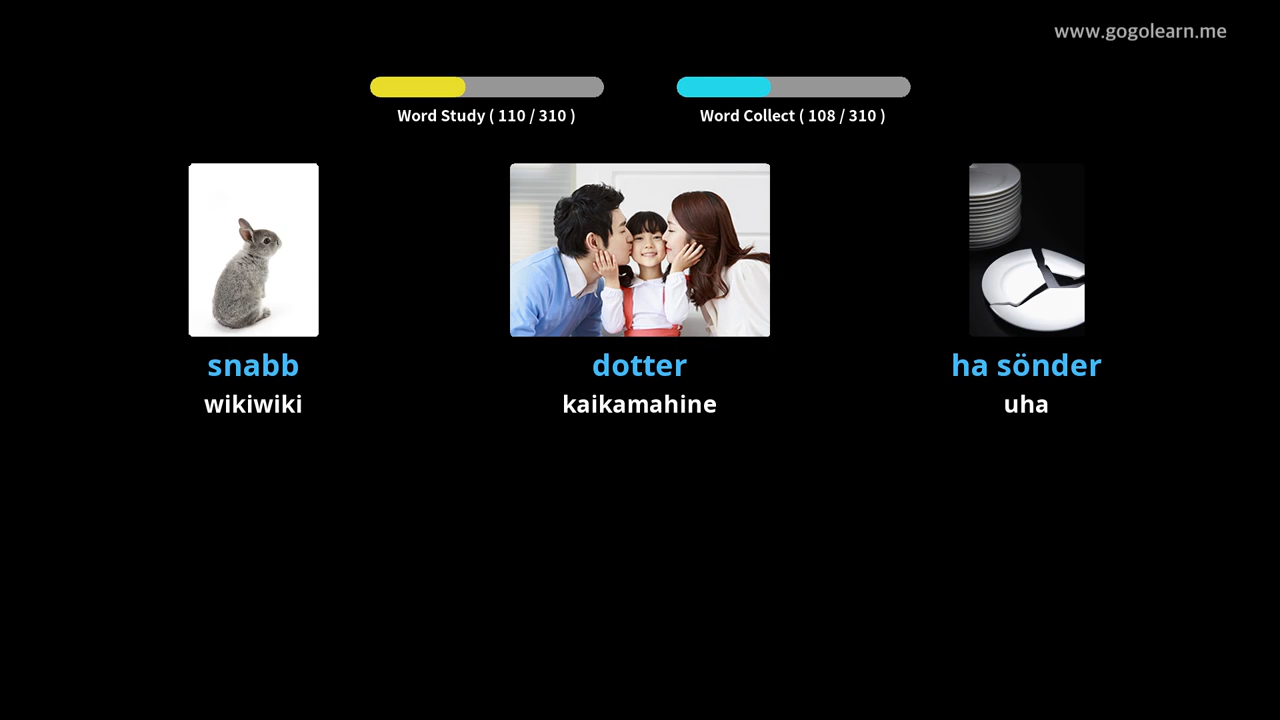 www.gogolearn.me
Word Study ( 110 / 310 )
Word Collect ( 108 / 310 )
snabb
wikiwiki
dotter
kaikamahine
ha sönder
uha